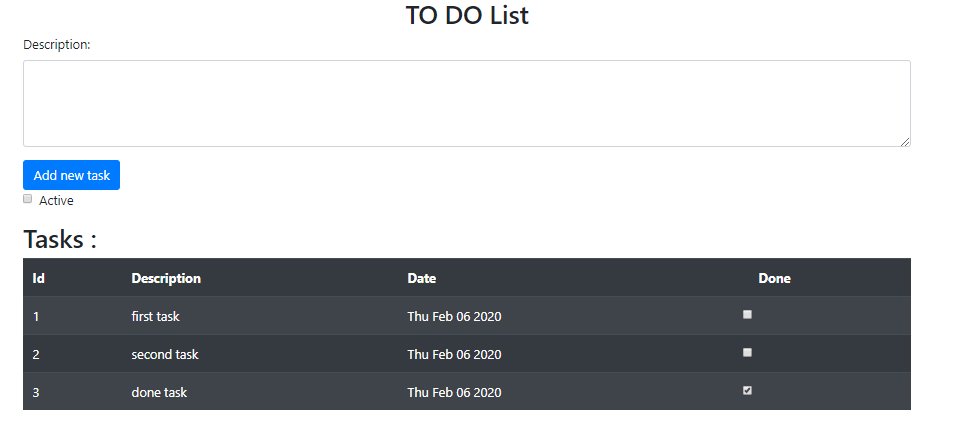 TO DO List
Description:
Add new task
Active
Tasks :
Id Description Date Done
1 first task Thu Feb 06 2020
2 second task Thu Feb 06 2020
3 done task Thu Feb 06 2020